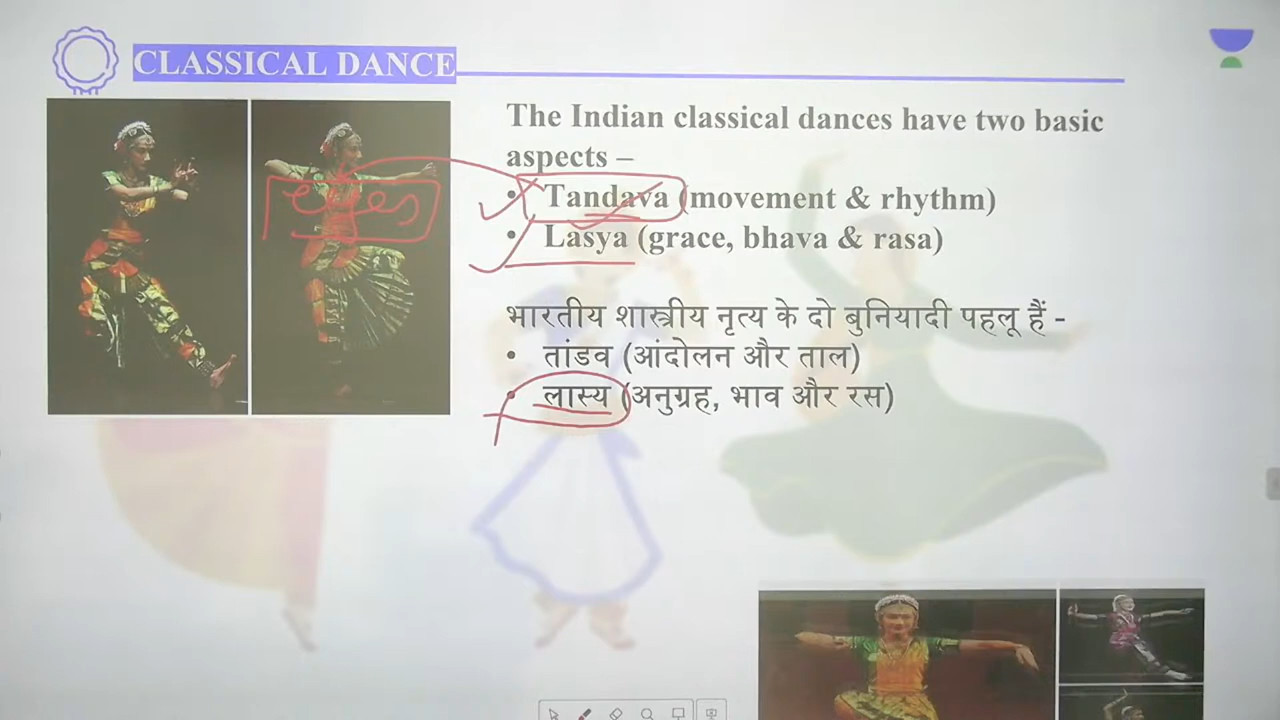 CLASSICAL DANCE
The Indian classical dances have two basic
aspects –
• Tandava (movement & rhythm)
• Lasya (grace, bhava & rasa)
भारतीय शास्त्रीय नृत्य के दो बुनियादी पहलू हैं -
• तांडव (आंदोलन और ताल)
• लास्य (अनुग्रह, भाव और रस)